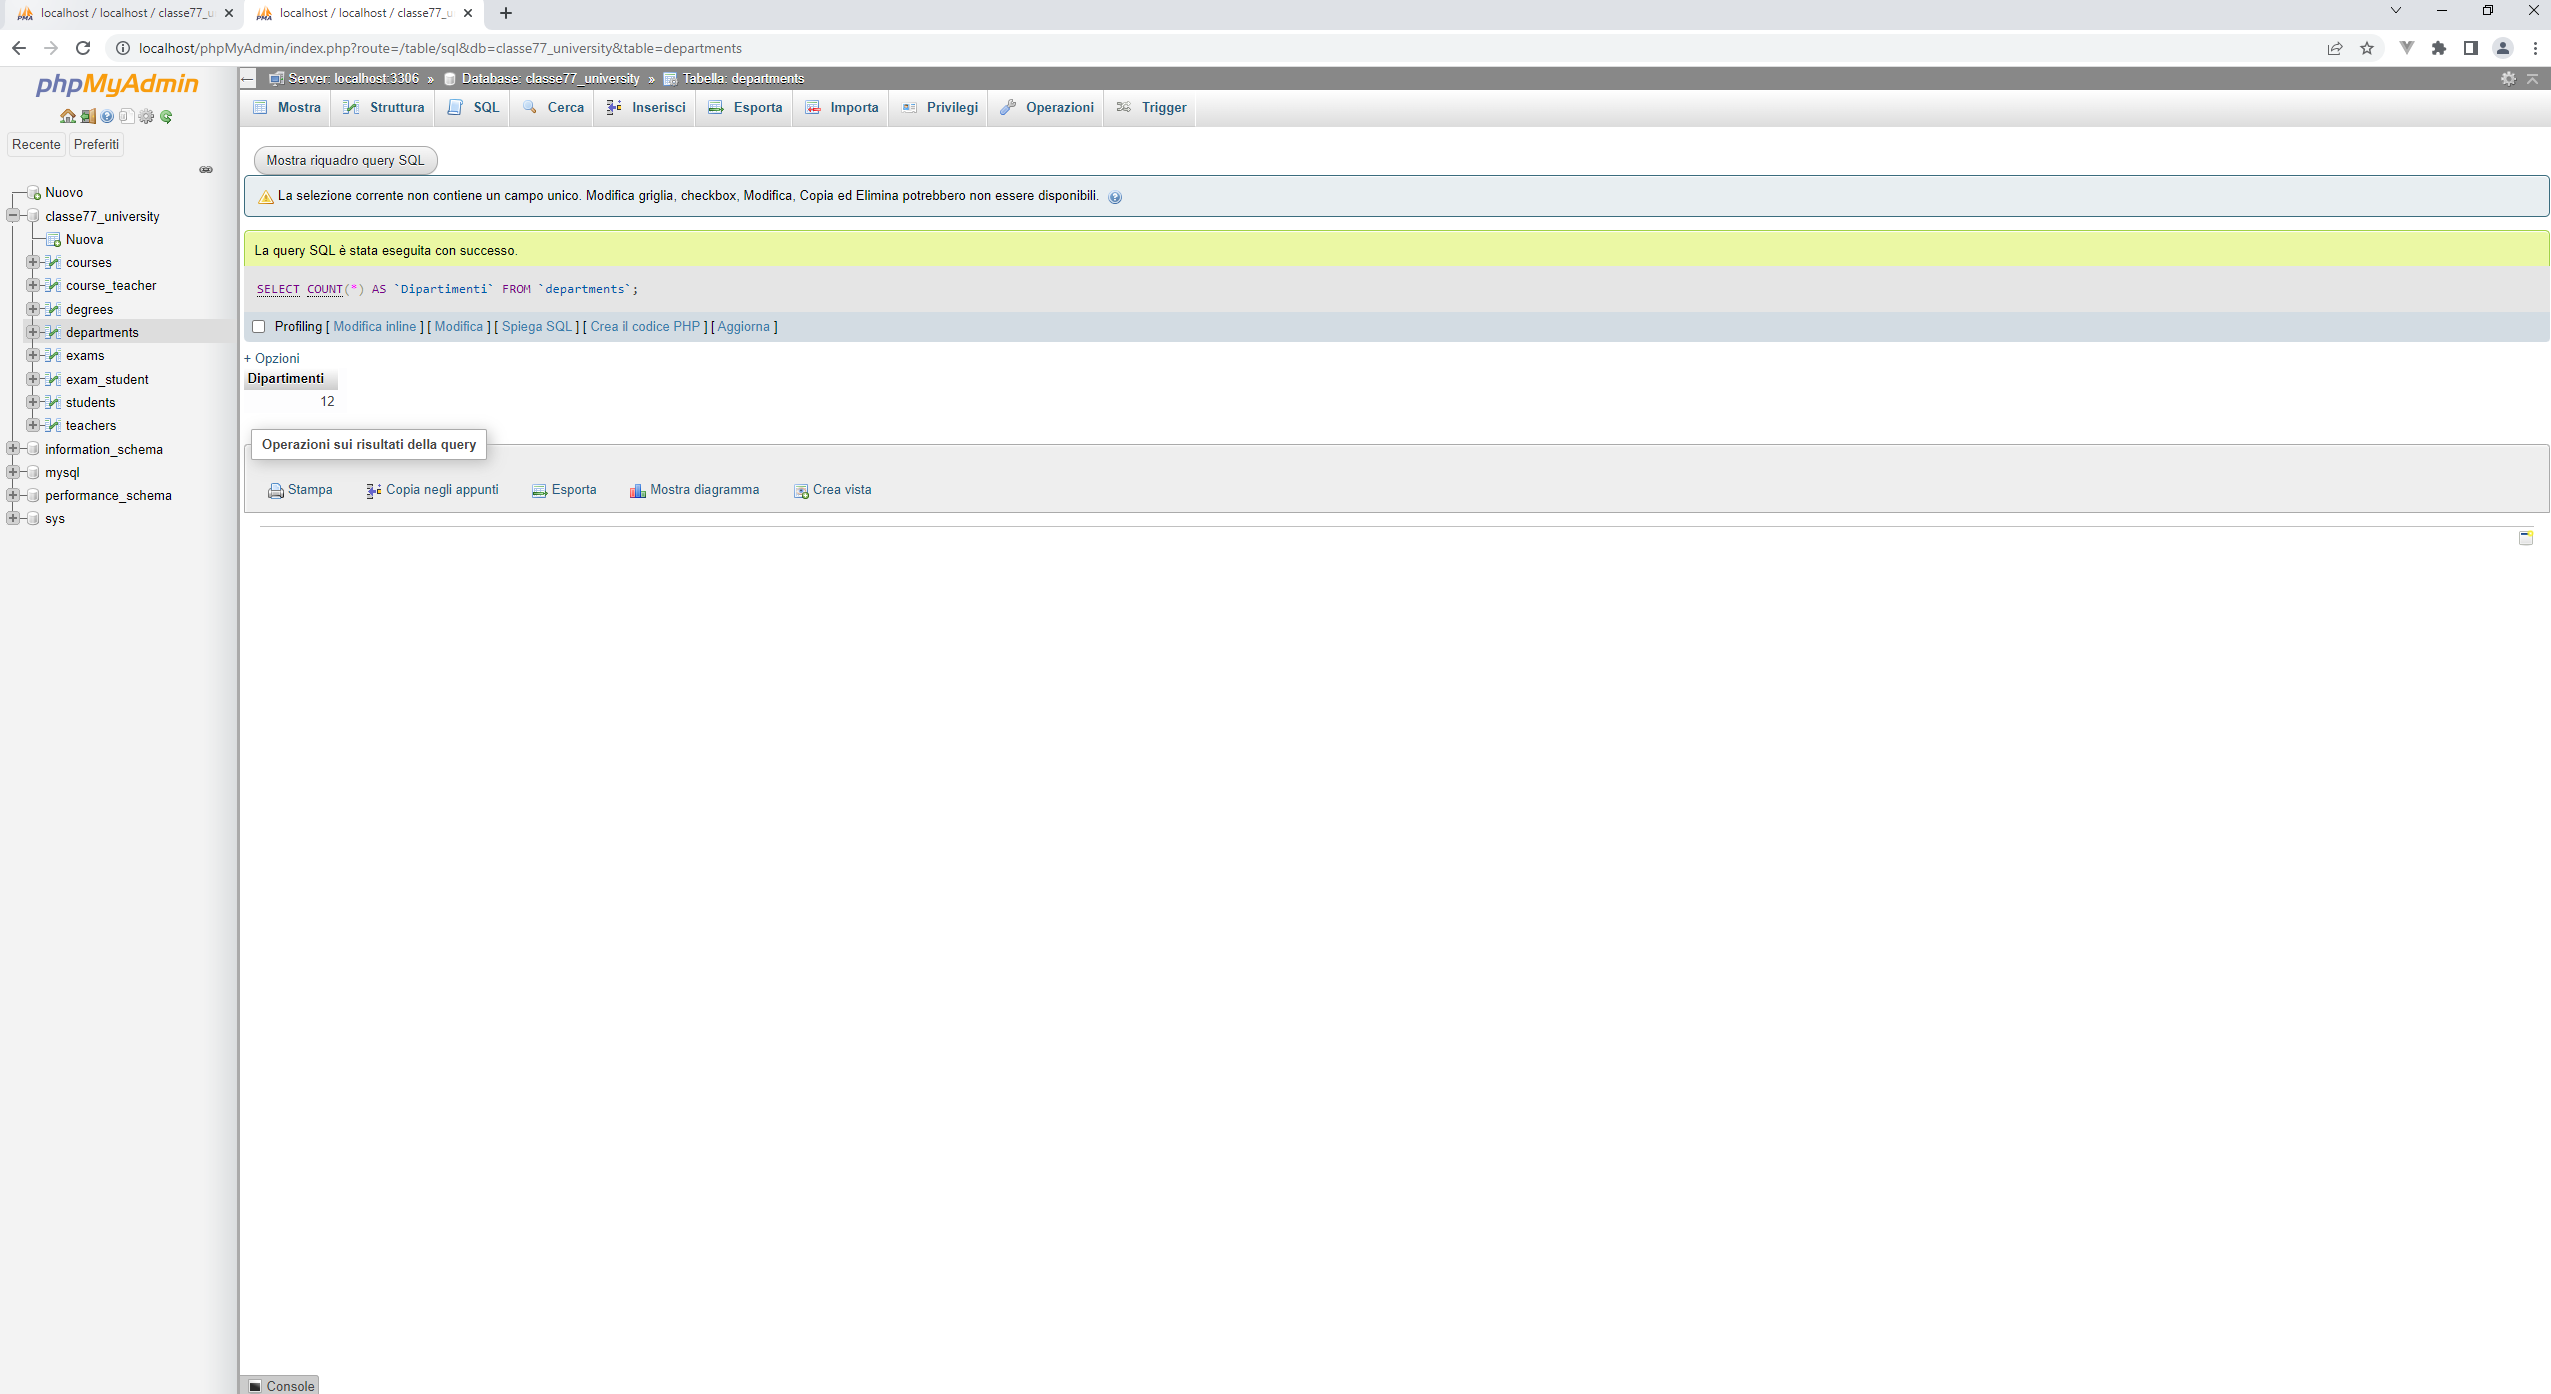 localhost / localhost / classe77_u
localhost / localhost / classe77_u
localhost/phpMyAdmin/index.php?route=/table/sql&db=classe77_university&table=departments
phpMyAdmin
Recente Preferiti
Nuovo
classe77_university
Nuova
courses
course_teacher
degrees
departments
exams
exam_student
students
teachers
information_schema
mysql
performance_schema
sys
Server: localhost:3306 » Database: classe77_university » Tabella: departments
Mostra Struttura SQL Cerca Inserisci Esporta Importa Privilegi Operazioni Trigger
Mostra riquadro query SQL
La selezione corrente non contiene un campo unico. Modifica griglia, checkbox, Modifica, Copia ed Elimina potrebbero non essere disponibili.
La query SQL è stata eseguita con successo.
SELECT COUNT(*) AS `Dipartimenti` FROM `departments`;
Profiling [ Modifica inline ] [ Modifica ] [ Spiega SQL ] [ Crea il codice PHP ] [ Aggiorna ]
+ Opzioni
Dipartimenti
12
Operazioni sui risultati della query
Stampa Copia negli appunti Esporta Mostra diagramma Crea vista
Console